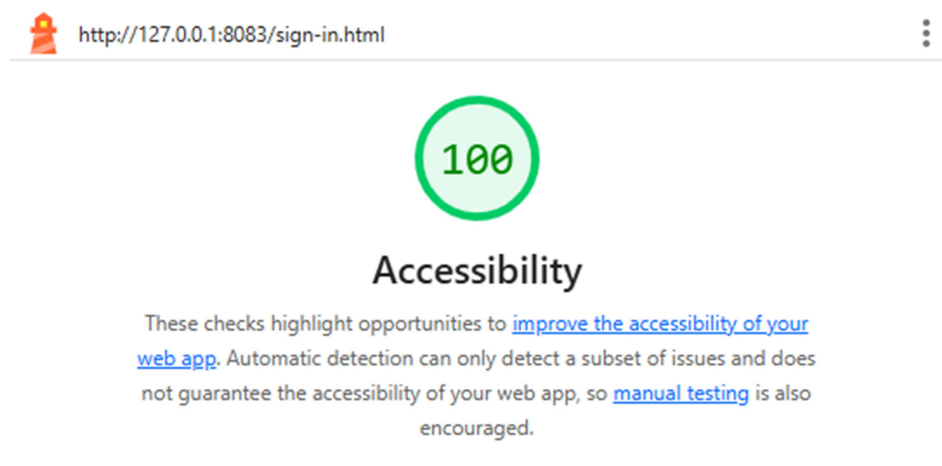 http://127.0.0.1:8083/sign-in.html
100
Accessibility
These checks highlight opportunities to improve the accessibility of your
web app. Automatic detection can only detect a subset of issues and does
not guarantee the accessibility of your web app, so manual testing is also
encouraged.